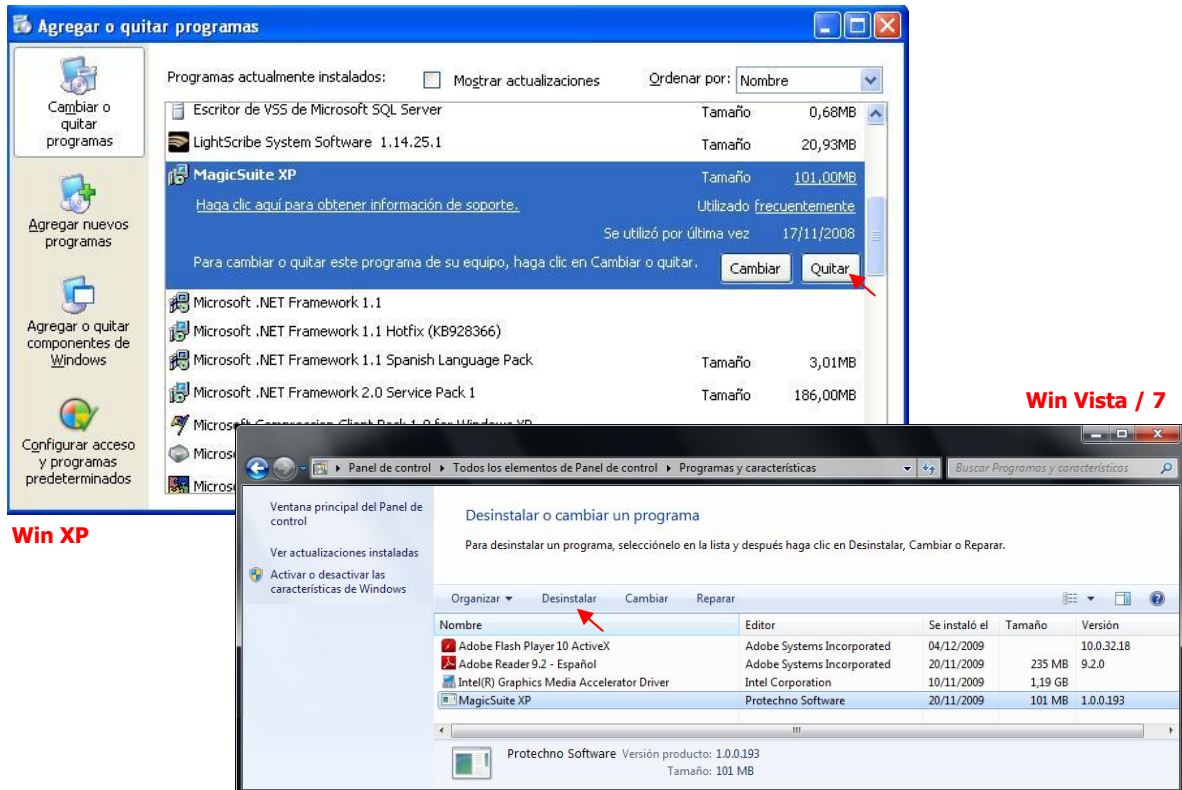 Agregar o quitar programas
Cambiar o quitar programas
Agregar nuevos programas
Agregar o quitar componentes de Windows
Configurar acceso y programas predeterminados
Programas actualmente instalados: Mostrar actualizaciones Ordenar por: Nombre
Escritor de VSS de Microsoft SQL Server Tamaño 0,68MB
LightScribe System Software 1.14.25.1 Tamaño 20,93MB
MagicSuite XP Tamaño 101,00MB
Haga clic aquí para obtener información de soporte. Utilizado frecuentemente
Se utilizó por última vez 17/11/2008
Para cambiar o quitar este programa de su equipo, haga clic en Cambiar o quitar. Cambiar Quitar
Microsoft .NET Framework 1.1
Microsoft .NET Framework 1.1 Hotfix (KB928366)
Microsoft .NET Framework 1.1 Spanish Language Pack Tamaño 3,01MB
Microsoft .NET Framework 2.0 Service Pack 1 Tamaño 186,00MB
Microsoft Compression Client Pack 1.0 for Windows XP
Win XP
Win Vista / 7
Panel de control Todos los elementos de Panel de control Programas y características Buscar Programas y características
Ventana principal del Panel de control
Ver actualizaciones instaladas
Activar o desactivar las características de Windows
Desinstalar o cambiar un programa
Para desinstalar un programa, selecciónelo en la lista y después haga clic en Desinstalar, Cambiar o Reparar.
Organizar Desinstalar Cambiar Reparar
Nombre Editor Se instaló el Tamaño Versión
Adobe Flash Player 10 ActiveX Adobe Systems Incorporated 04/12/2009 10.0.32.18
Adobe Reader 9.2 - Español Adobe Systems Incorporated 20/11/2009 235 MB 9.2.0
Intel(R) Graphics Media Accelerator Driver Intel Corporation 10/11/2009 1,19 GB
MagicSuite XP Protechno Software 20/11/2009 101 MB 1.0.0.193
Protechno Software Versión producto: 1.0.0.193
Tamaño: 101 MB